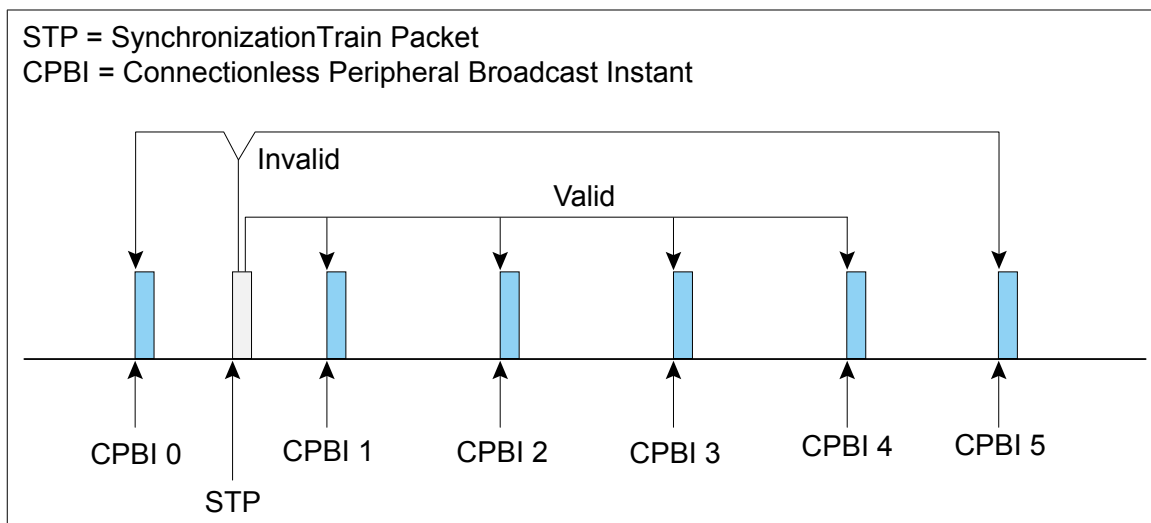 STP = SynchronizationTrain Packet
CPBI = Connectionless Peripheral Broadcast Instant
Invalid
Valid
CPBI 0
CPBI 1
CPBI 2
CPBI 3
CPBI 4
CPBI 5
STP